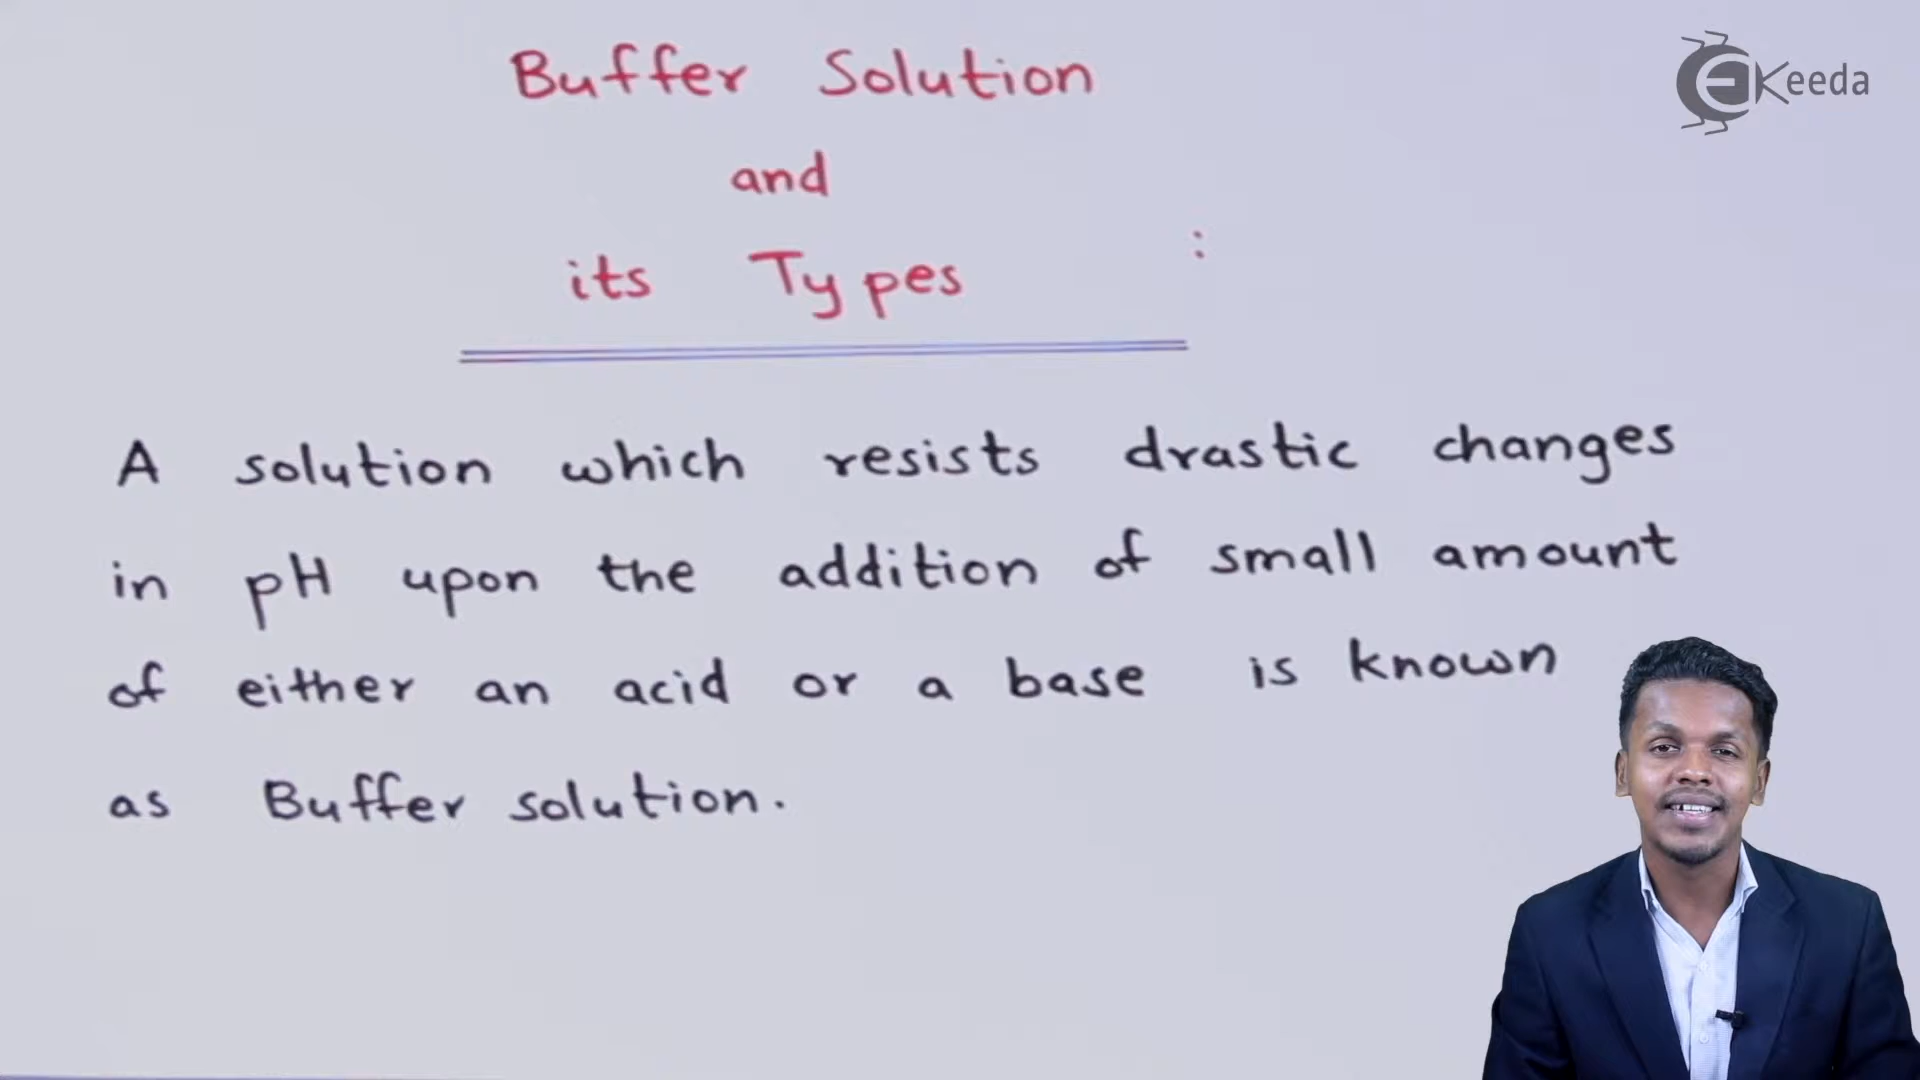 Buffer Solution
and
its Types :
A solution which resists drastic changes
in pH upon the addition of small amount
of either an acid or a base is known
as Buffer solution.
EKeeda